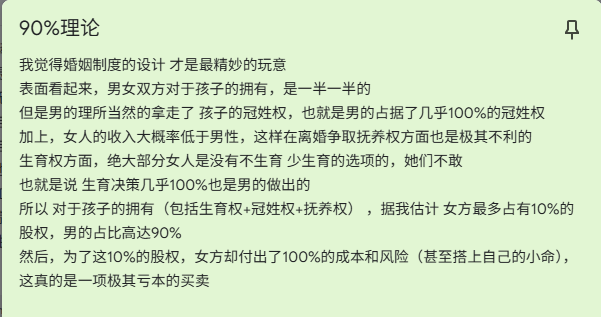 90%理论
我觉得婚姻制度的设计 才是最精妙的玩意
表面看起来，男女双方对于孩子的拥有，是一半一半的
但是男的理所当然的拿走了 孩子的冠姓权，也就是男的占据了几乎100%的冠姓权
加上，女人的收入大概率低于男性，这样在离婚争取抚养权方面也是极其不利的
生育权方面，绝大部分女人是没有不生育 少生育的选项的，她们不敢
也就是说 生育决策几乎100%也是男的做出的
所以 对于孩子的拥有（包括生育权+冠姓权+抚养权），据我估计 女方最多占有10%的
股权，男的占比高达90%
然后，为了这10%的股权，女方却付出了100%的成本和风险（甚至搭上自己的小命），
这真的是一项极其亏本的买卖